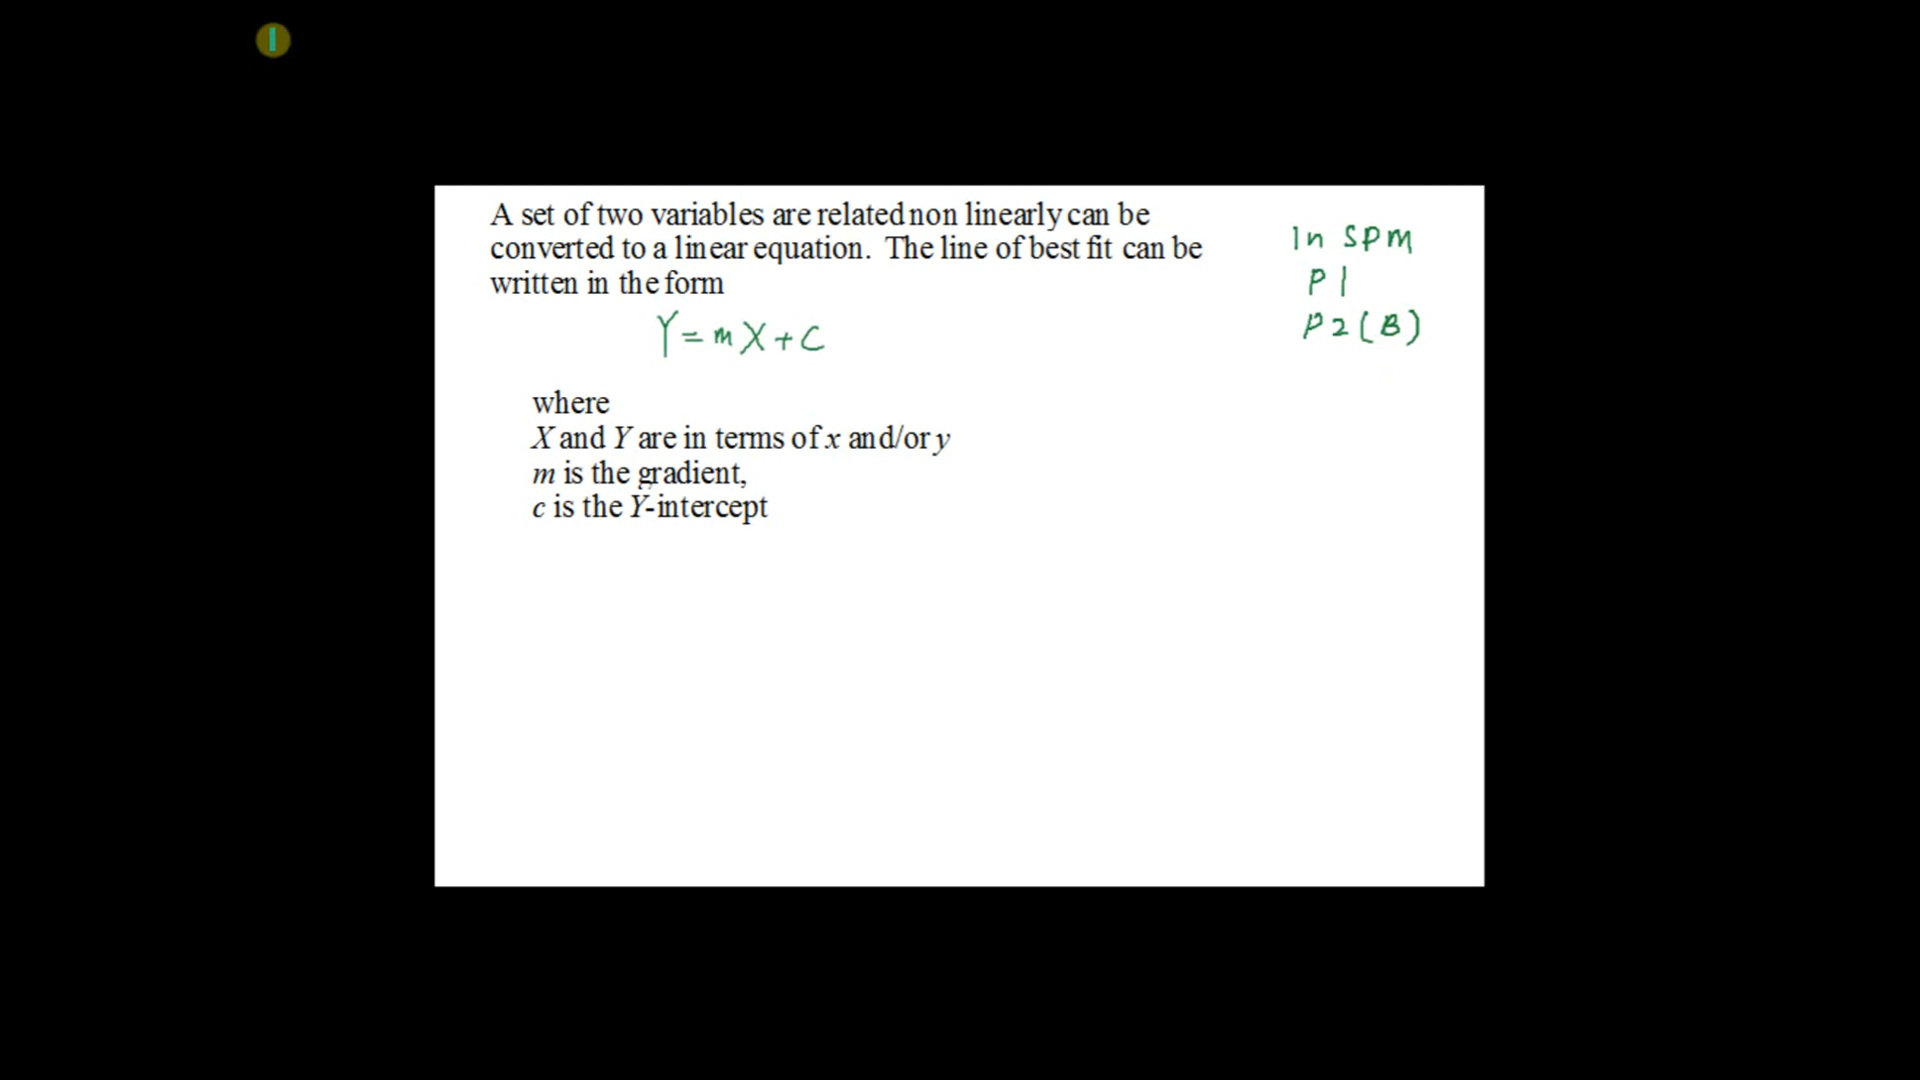 A set of two variables are related non linearly can be
converted to a linear equation. The line of best fit can be
written in the form
Y = mX + C
where
X and Y are in terms of x and/or y
m is the gradient,
c is the Y-intercept
In SPM
P1
P2 (B)